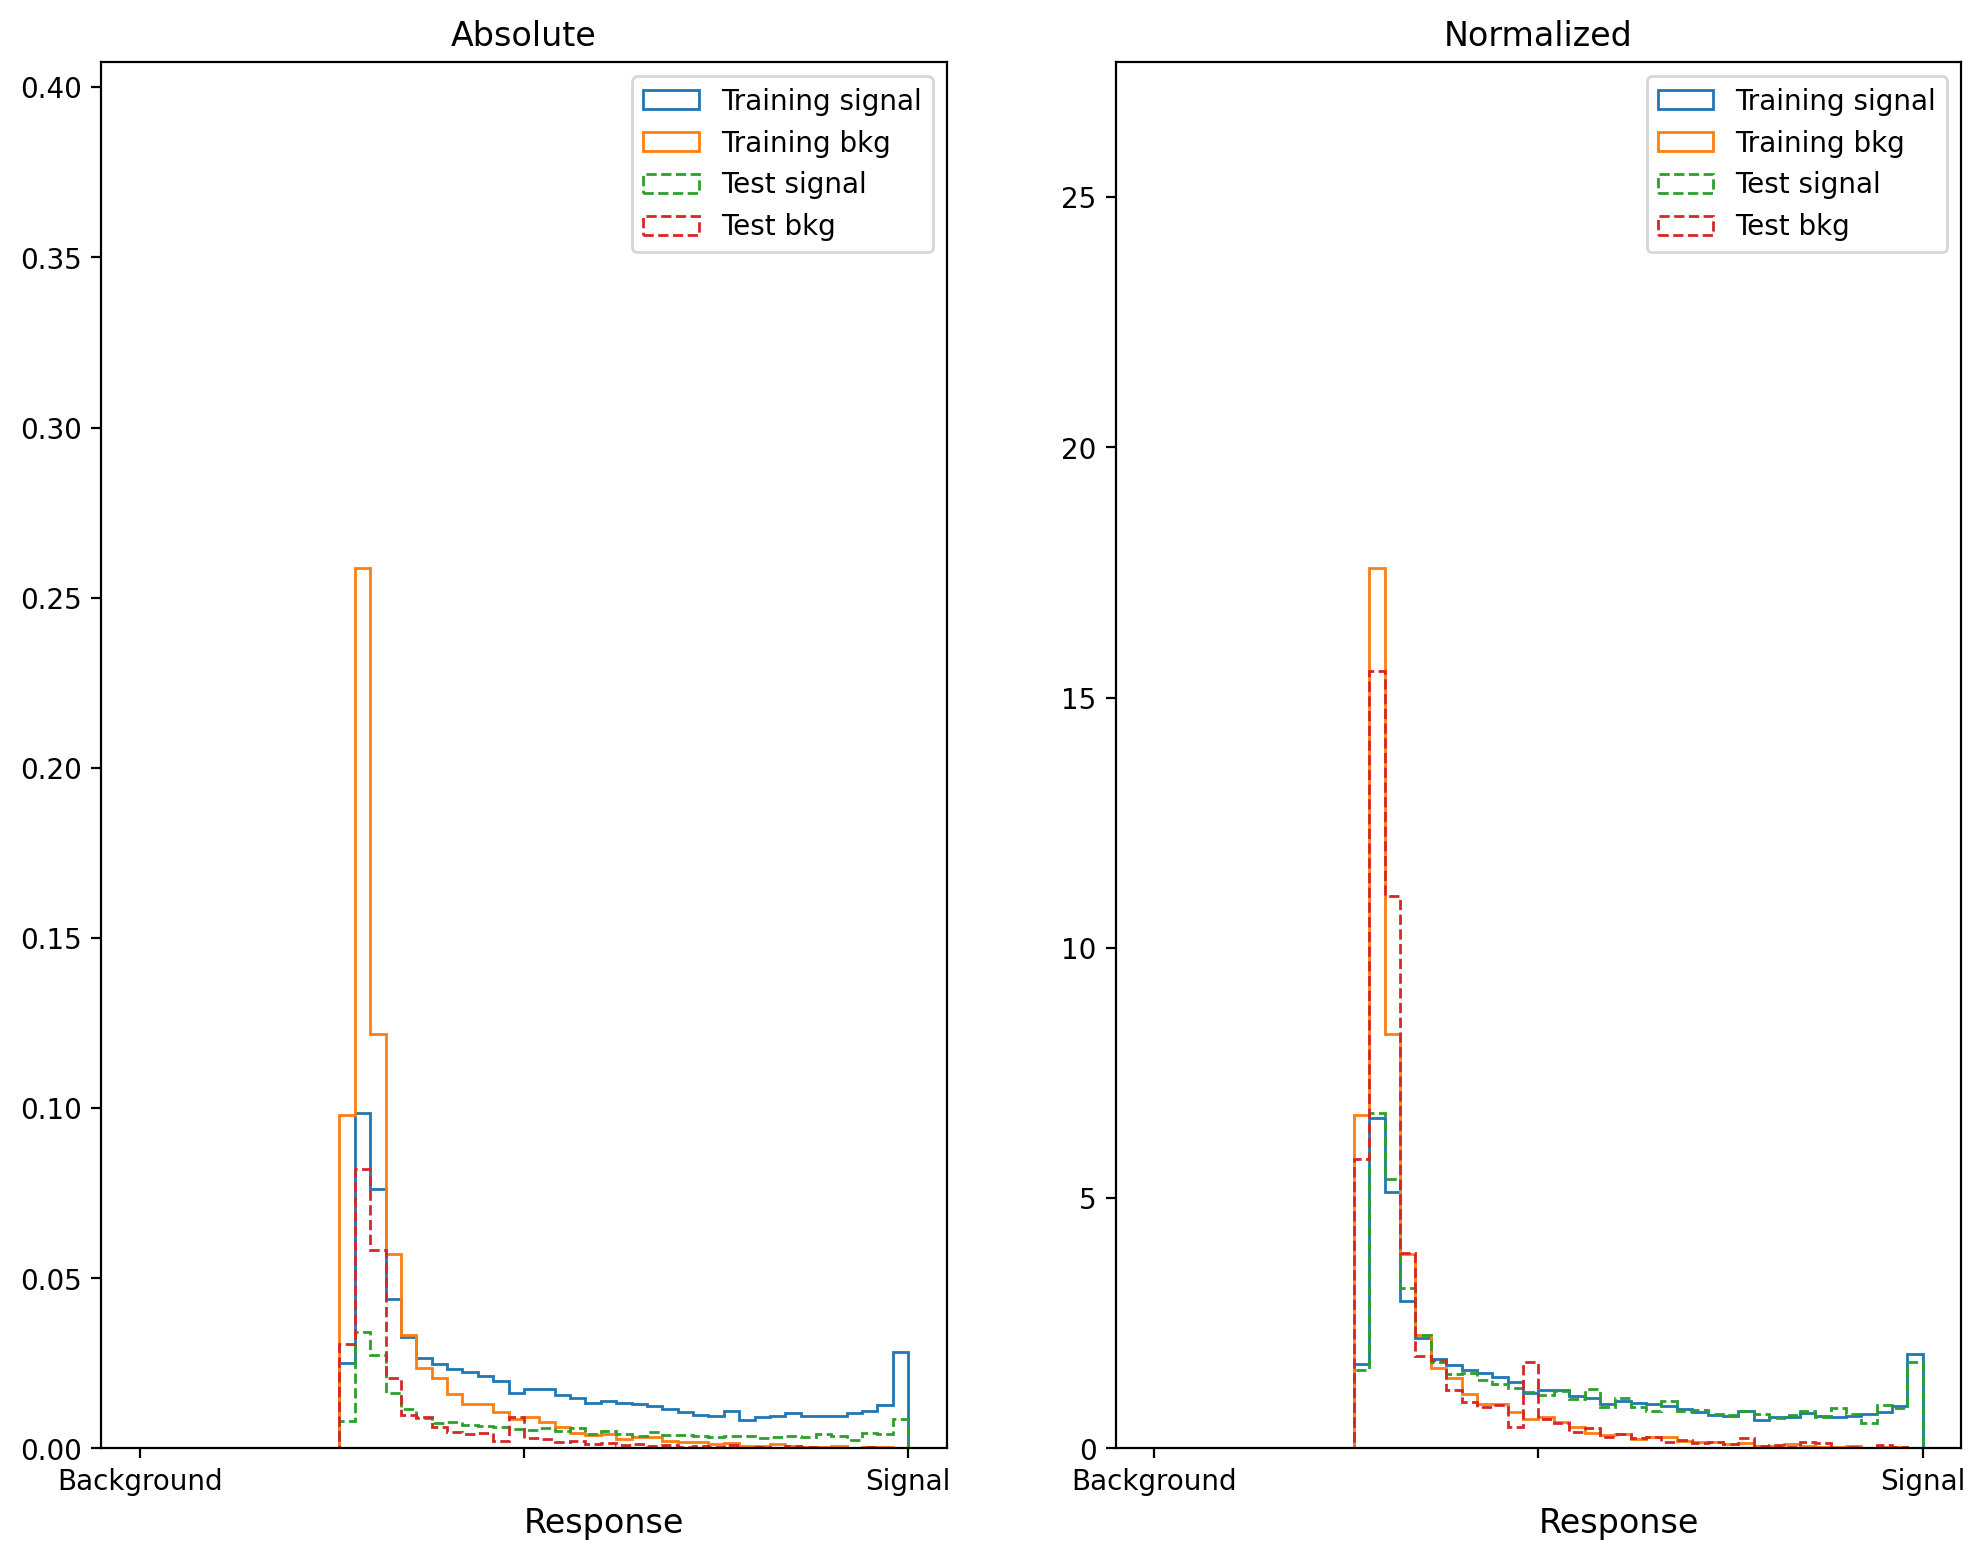 Absolute
0.40
0.35
0.30
0.25
0.20
0.15
0.10
0.05
0.00
Training signal
Training bkg
Test signal
Test bkg
Background
Signal
Response
Normalized
25
20
15
10
5
0
Training signal
Training bkg
Test signal
Test bkg
Background
Signal
Response